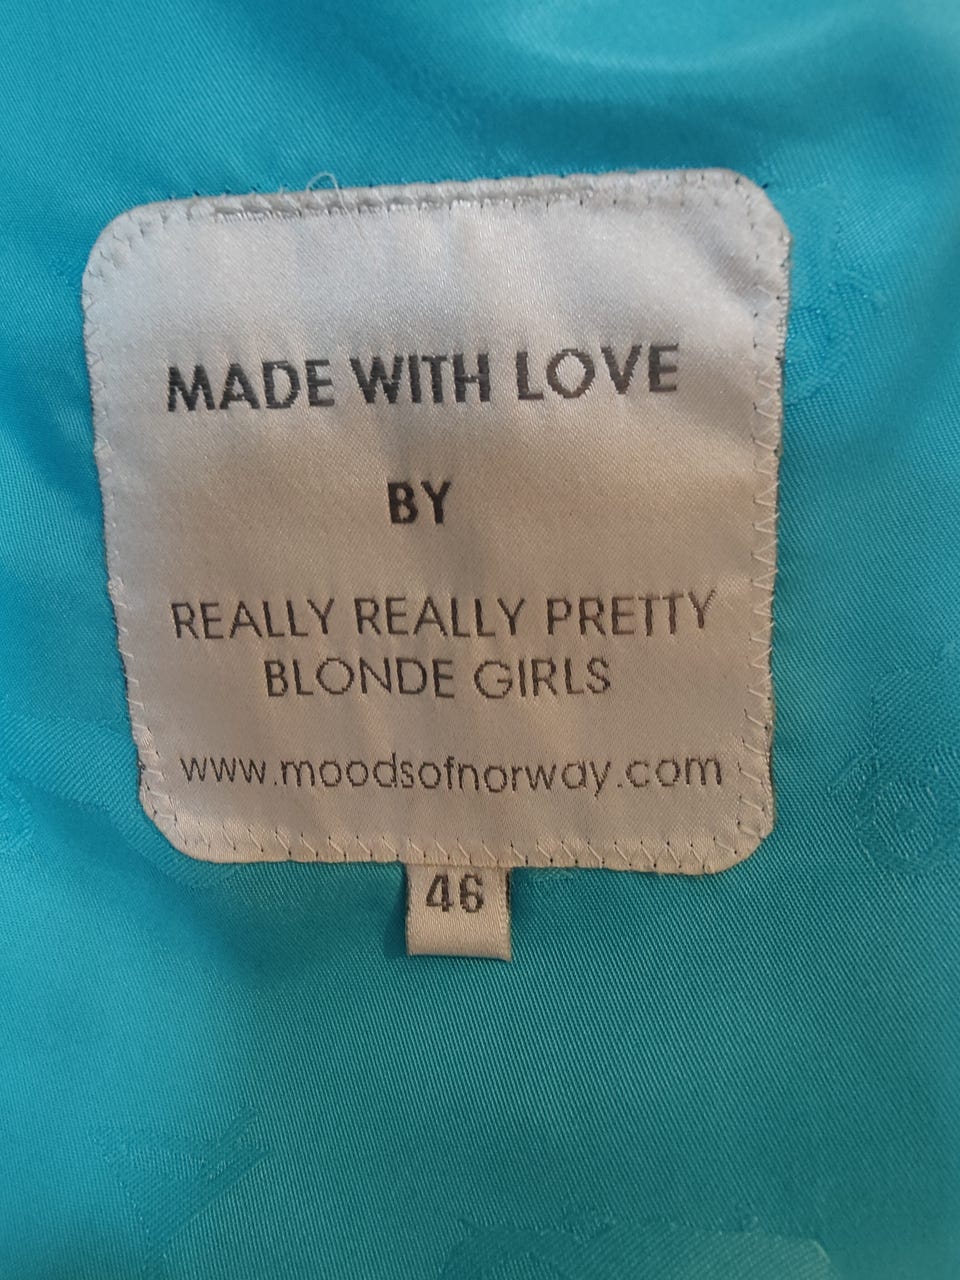 MADE WITH LOVE
BY
REALLY REALLY PRETTY
BLONDE GIRLS
www.moodsofnorway.com
46